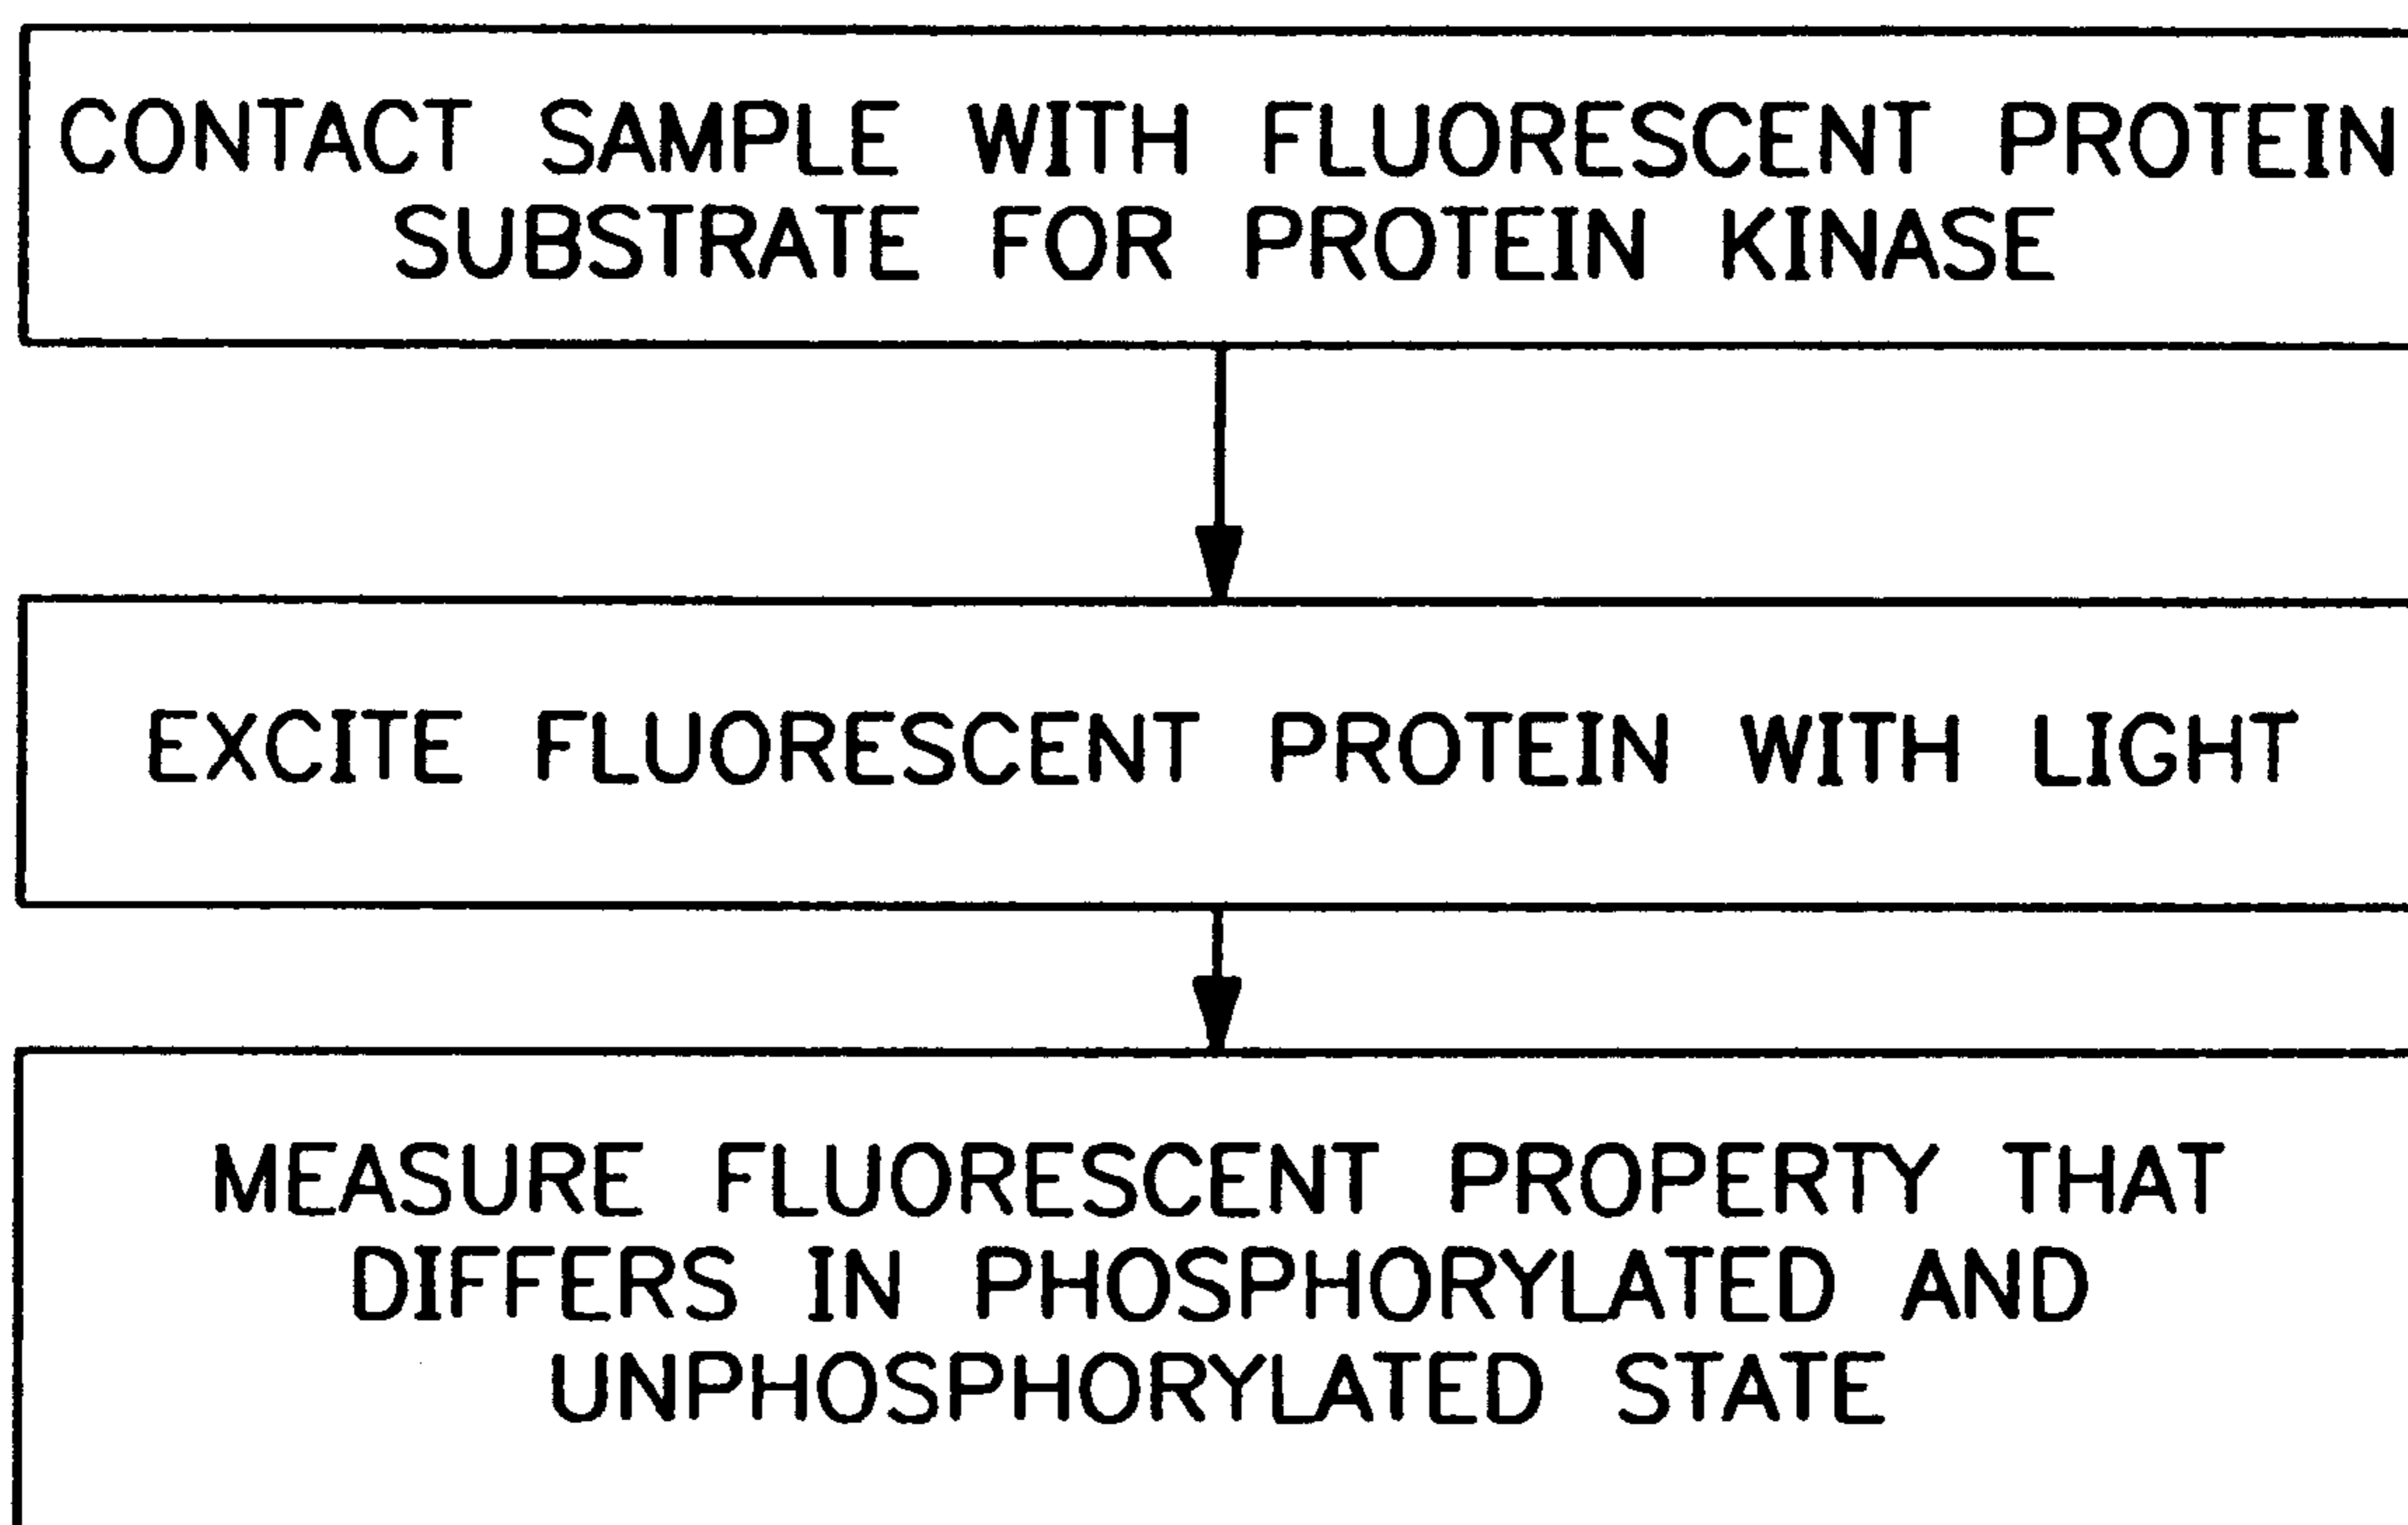 CONTACT SAMPLE WITH FLUORESCENT PROTEIN
SUBSTRATE FOR PROTEIN KINASE
EXCITE FLUORESCENT PROTEIN WITH LIGHT
MEASURE FLUORESCENT PROPERTY THAT
DIFFERS IN PHOSPHORYLATED AND
UNPHOSPHORYLATED STATE